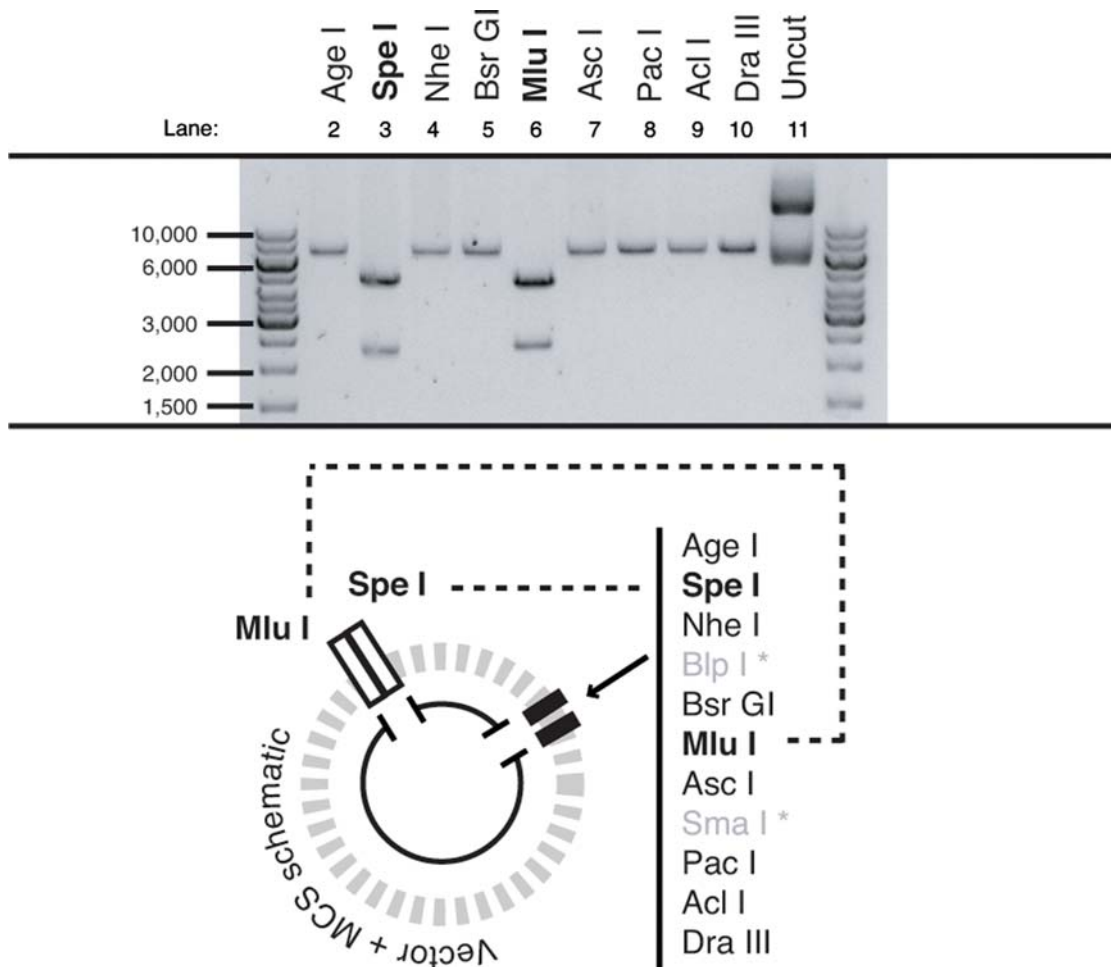 Age I
Spe I
Nhe I
Bsr GI
Mlu I
Asc I
Pac I
Acl I
Dra III
Uncut
Lane: 2 3 4 5 6 7 8 9 10 11
10,000
6,000
3,000
2,000
1,500
Spe I
Mlu I
Vector + MCS schematic
Age I
Spe I
Nhe I
Blp I *
Bsr GI
Mlu I
Asc I
Sma I *
Pac I
Acl I
Dra III